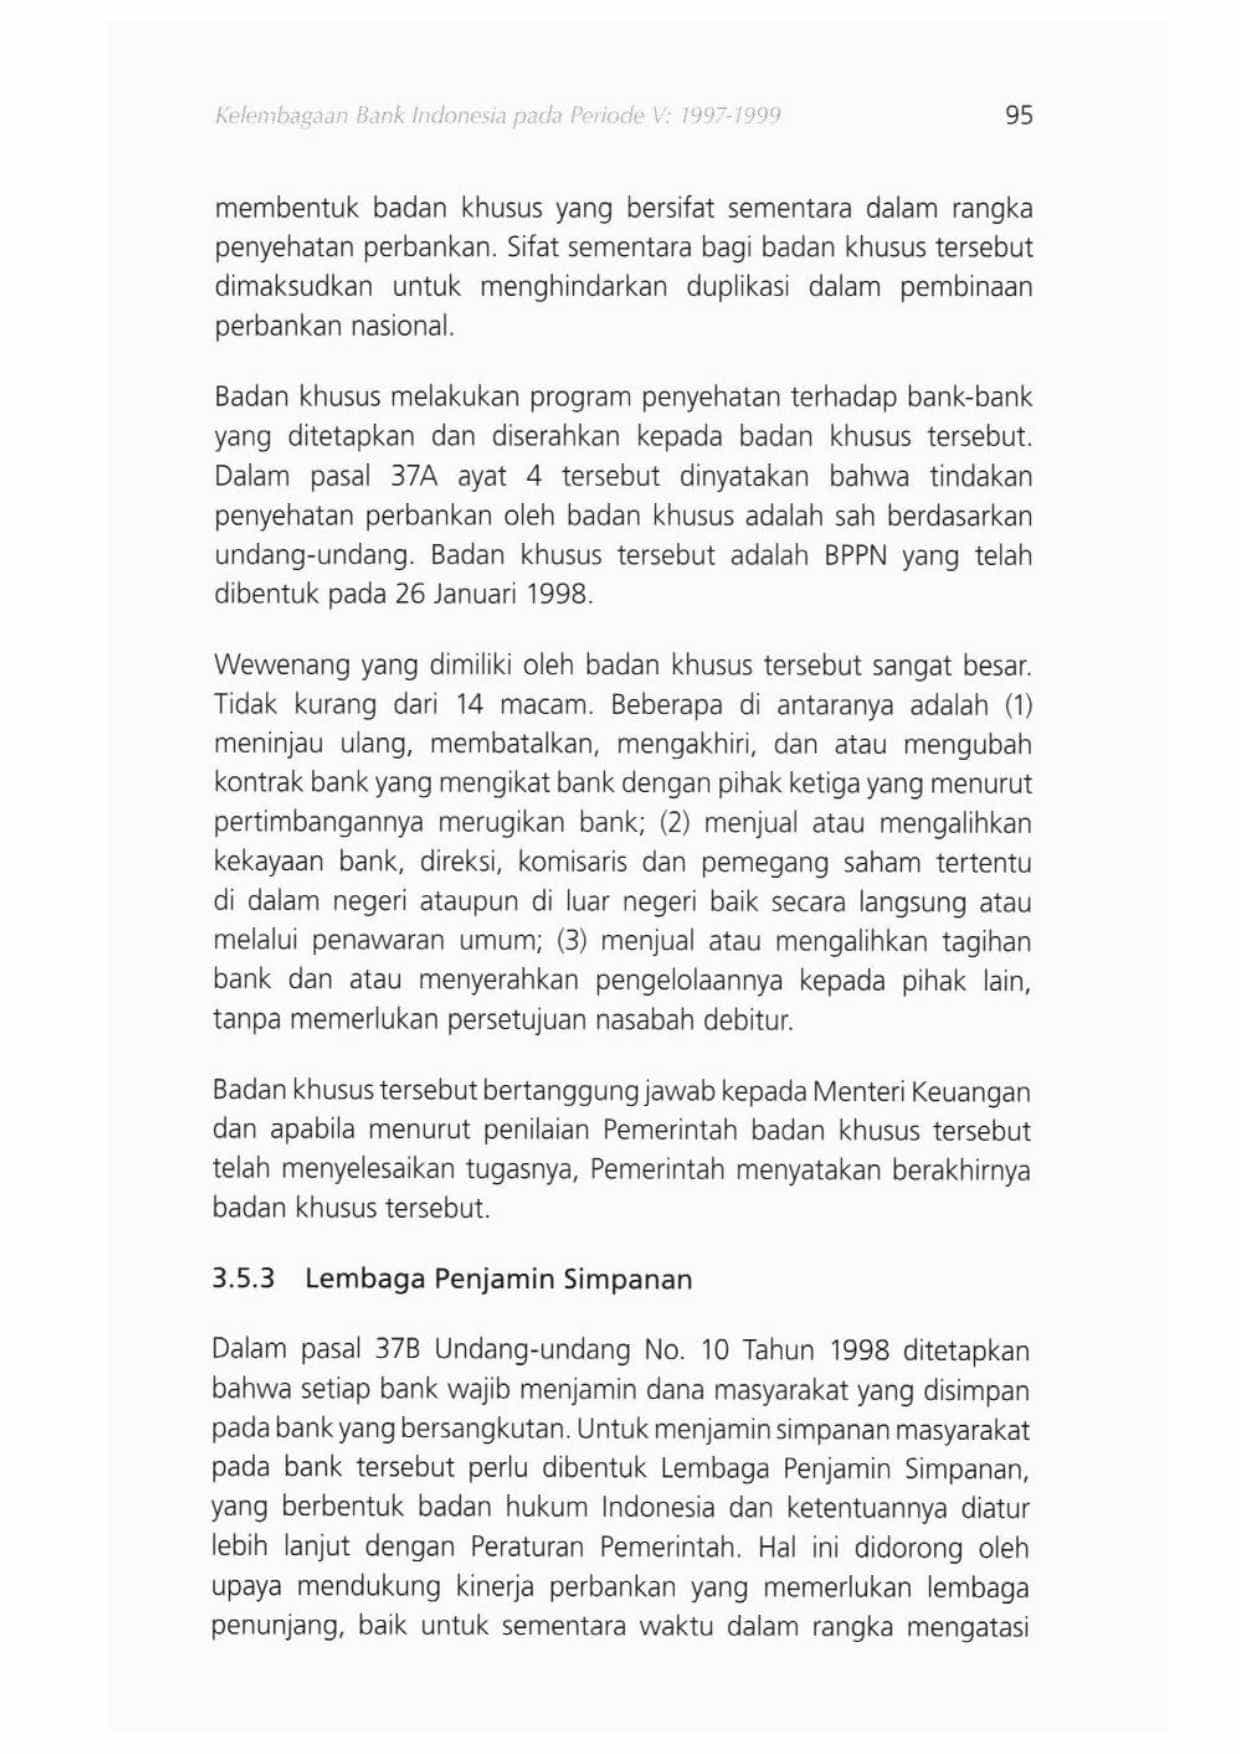 Kelembagaan Bank Indonesia pada Periode V: 1997-1999 95
membentuk badan khusus yang bersifat sementara dalam rangka
penyehatan perbankan. Sifat sementara bagi badan khusus tersebut
dimaksudkan untuk menghindarkan duplikasi dalam pembinaan
perbankan nasional.
Badan khusus melakukan program penyehatan terhadap bank-bank
yang ditetapkan dan diserahkan kepada badan khusus tersebut.
Dalam pasal 37A ayat 4 tersebut dinyatakan bahwa tindakan
penyehatan perbankan oleh badan khusus adalah sah berdasarkan
undang-undang. Badan khusus tersebut adalah BPPN yang telah
dibentuk pada 26 Januari 1998.
Wewenang yang dimiliki oleh badan khusus tersebut sangat besar.
Tidak kurang dari 14 macam. Beberapa di antaranya adalah (1)
meninjau ulang, membatalkan, mengakhiri, dan atau mengubah
kontrak bank yang mengikat bank dengan pihak ketiga yang menurut
pertimbangannya merugikan bank; (2) menjual atau mengalihkan
kekayaan bank, direksi, komisaris dan pemegang saham tertentu
di dalam negeri ataupun di luar negeri baik secara langsung atau
melalui penawaran umum; (3) menjual atau mengalihkan tagihan
bank dan atau menyerahkan pengelolaannya kepada pihak lain,
tanpa memerlukan persetujuan nasabah debitur.
Badan khusus tersebut bertanggung jawab kepada Menteri Keuangan
dan apabila menurut penilaian Pemerintah badan khusus tersebut
telah menyelesaikan tugasnya, Pemerintah menyatakan berakhirnya
badan khusus tersebut.
3.5.3 Lembaga Penjamin Simpanan
Dalam pasal 37B Undang-undang No. 10 Tahun 1998 ditetapkan
bahwa setiap bank wajib menjamin dana masyarakat yang disimpan
pada bank yang bersangkutan. Untuk menjamin simpanan masyarakat
pada bank tersebut perlu dibentuk Lembaga Penjamin Simpanan,
yang berbentuk badan hukum Indonesia dan ketentuannya diatur
lebih lanjut dengan Peraturan Pemerintah. Hal ini didorong oleh
upaya mendukung kinerja perbankan yang memerlukan lembaga
penunjang, baik untuk sementara waktu dalam rangka mengatasi